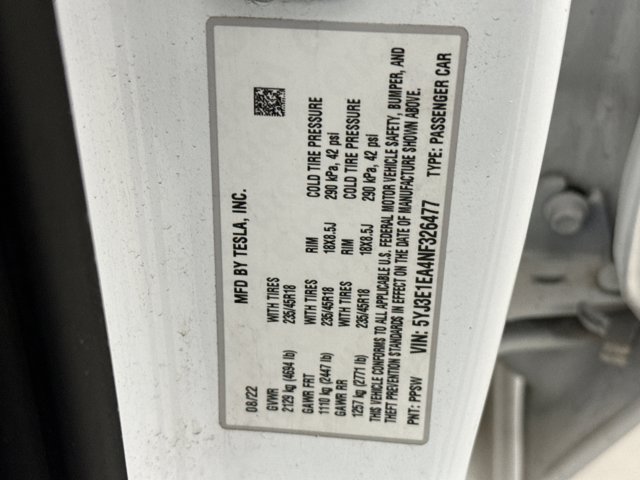 MFD BY TESLA, INC.
08/22
GVWR WITH TIRES
2129 kg (4694 lb) 235/45R18
GAWR FRT WITH TIRES RIM COLD TIRE PRESSURE
1110 kg (2447 lb) 235/45R18 18X8.5J 290 kPa, 42 psi
GAWR RR WITH TIRES RIM COLD TIRE PRESSURE
1257 kg (2771 lb) 235/45R18 18X8.5J 290 kPa, 42 psi
THIS VEHICLE CONFORMS TO ALL APPLICABLE U.S. FEDERAL MOTOR VEHICLE SAFETY, BUMPER, AND
THEFT PREVENTION STANDARDS IN EFFECT ON THE DATE OF MANUFACTURE SHOWN ABOVE.
PNT: PPSW VIN: 5YJ3E1EA4NF326477 TYPE: PASSENGER CAR